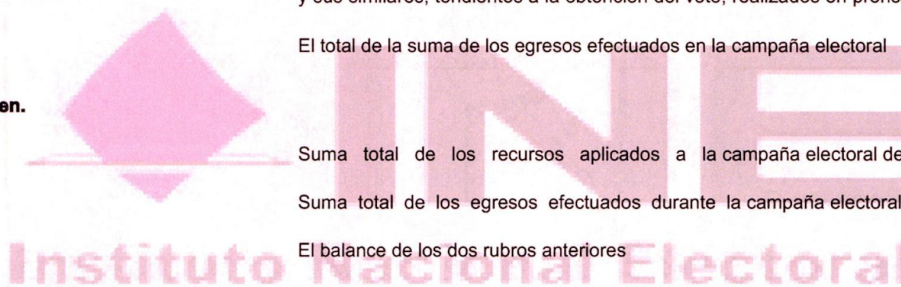 y sus similares, tendientes a la obtención del voto, realizados en
El total de la suma de los egresos efectuados en la campaña electoral
en.
INE
Suma total de los recursos aplicados a la campaña electoral de
Suma total de los egresos efectuados durante la campaña electoral
El balance de los dos rubros anteriores
Instituto Nacional Electoral